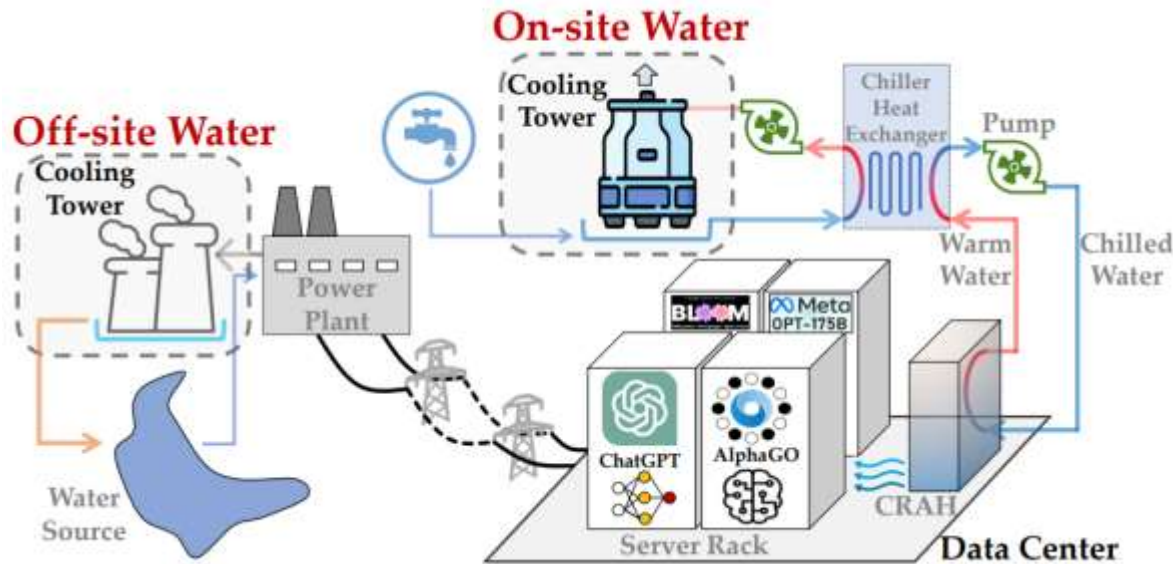 On-site Water
Cooling
Tower
Chiller
Heat
Exchanger
Pump
Off-site Water
Cooling
Tower
Power
Plant
Warm
Water
Chilled
Water
BLOOM
Meta
OPT-175B
ChatGPT
AlphaGO
Water
Source
CRAH
Server Rack
Data Center